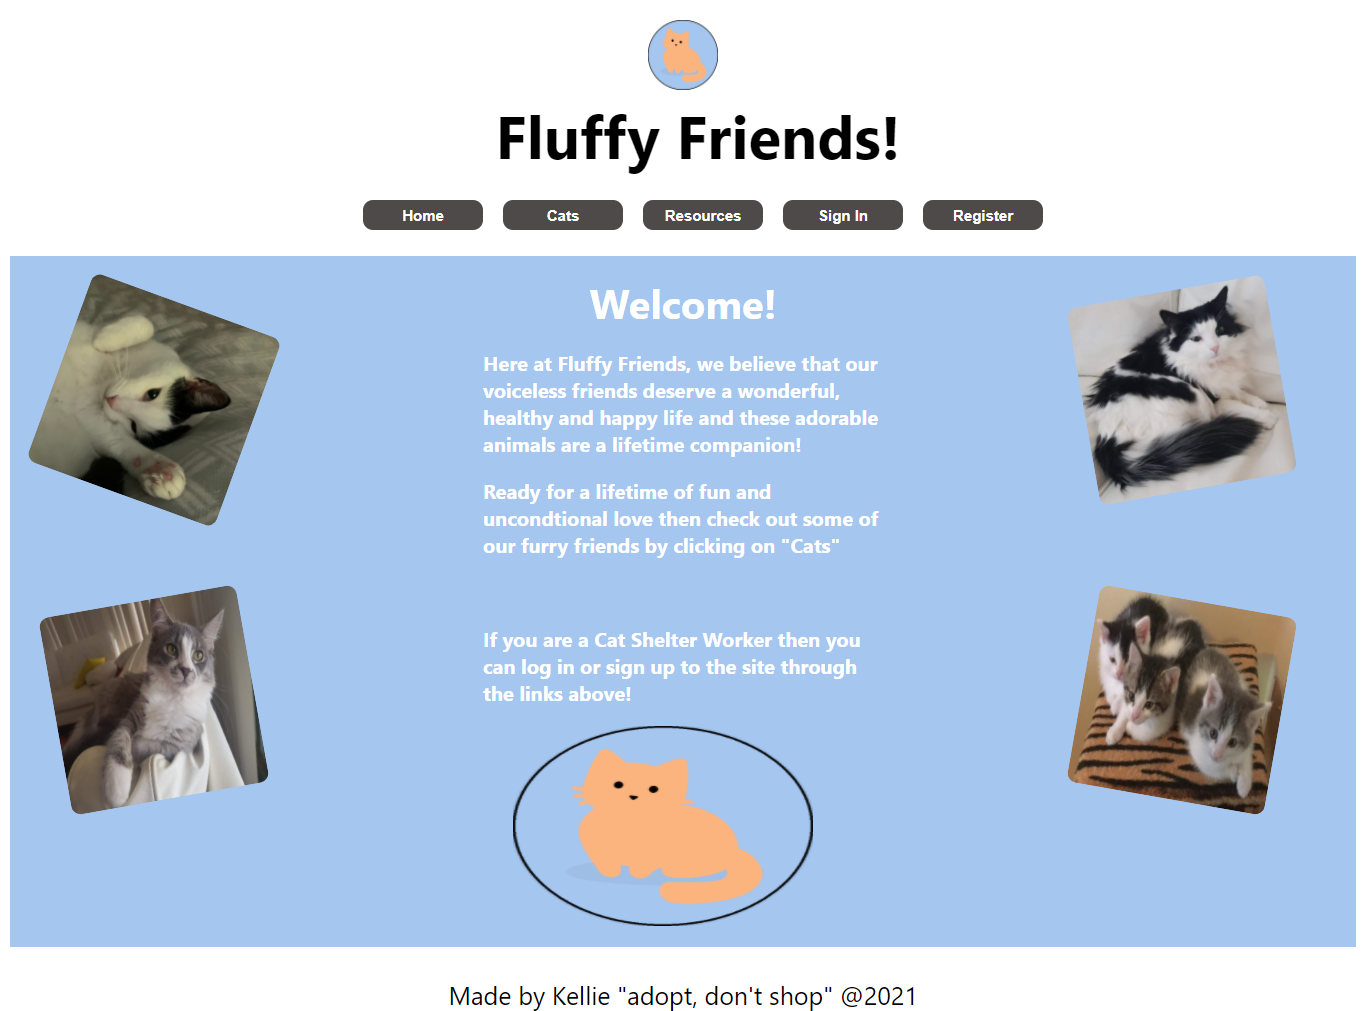 Fluffy Friends!
Home
Cats
Resources
Sign In
Register
Welcome!
Here at Fluffy Friends, we believe that our
voiceless friends deserve a wonderful,
healthy and happy life and these adorable
animals are a lifetime companion!
Ready for a lifetime of fun and
uncondtional love then check out some of
our furry friends by clicking on "Cats"
If you are a Cat Shelter Worker then you
can log in or sign up to the site through
the links above!
Made by Kellie "adopt, don't shop" @2021